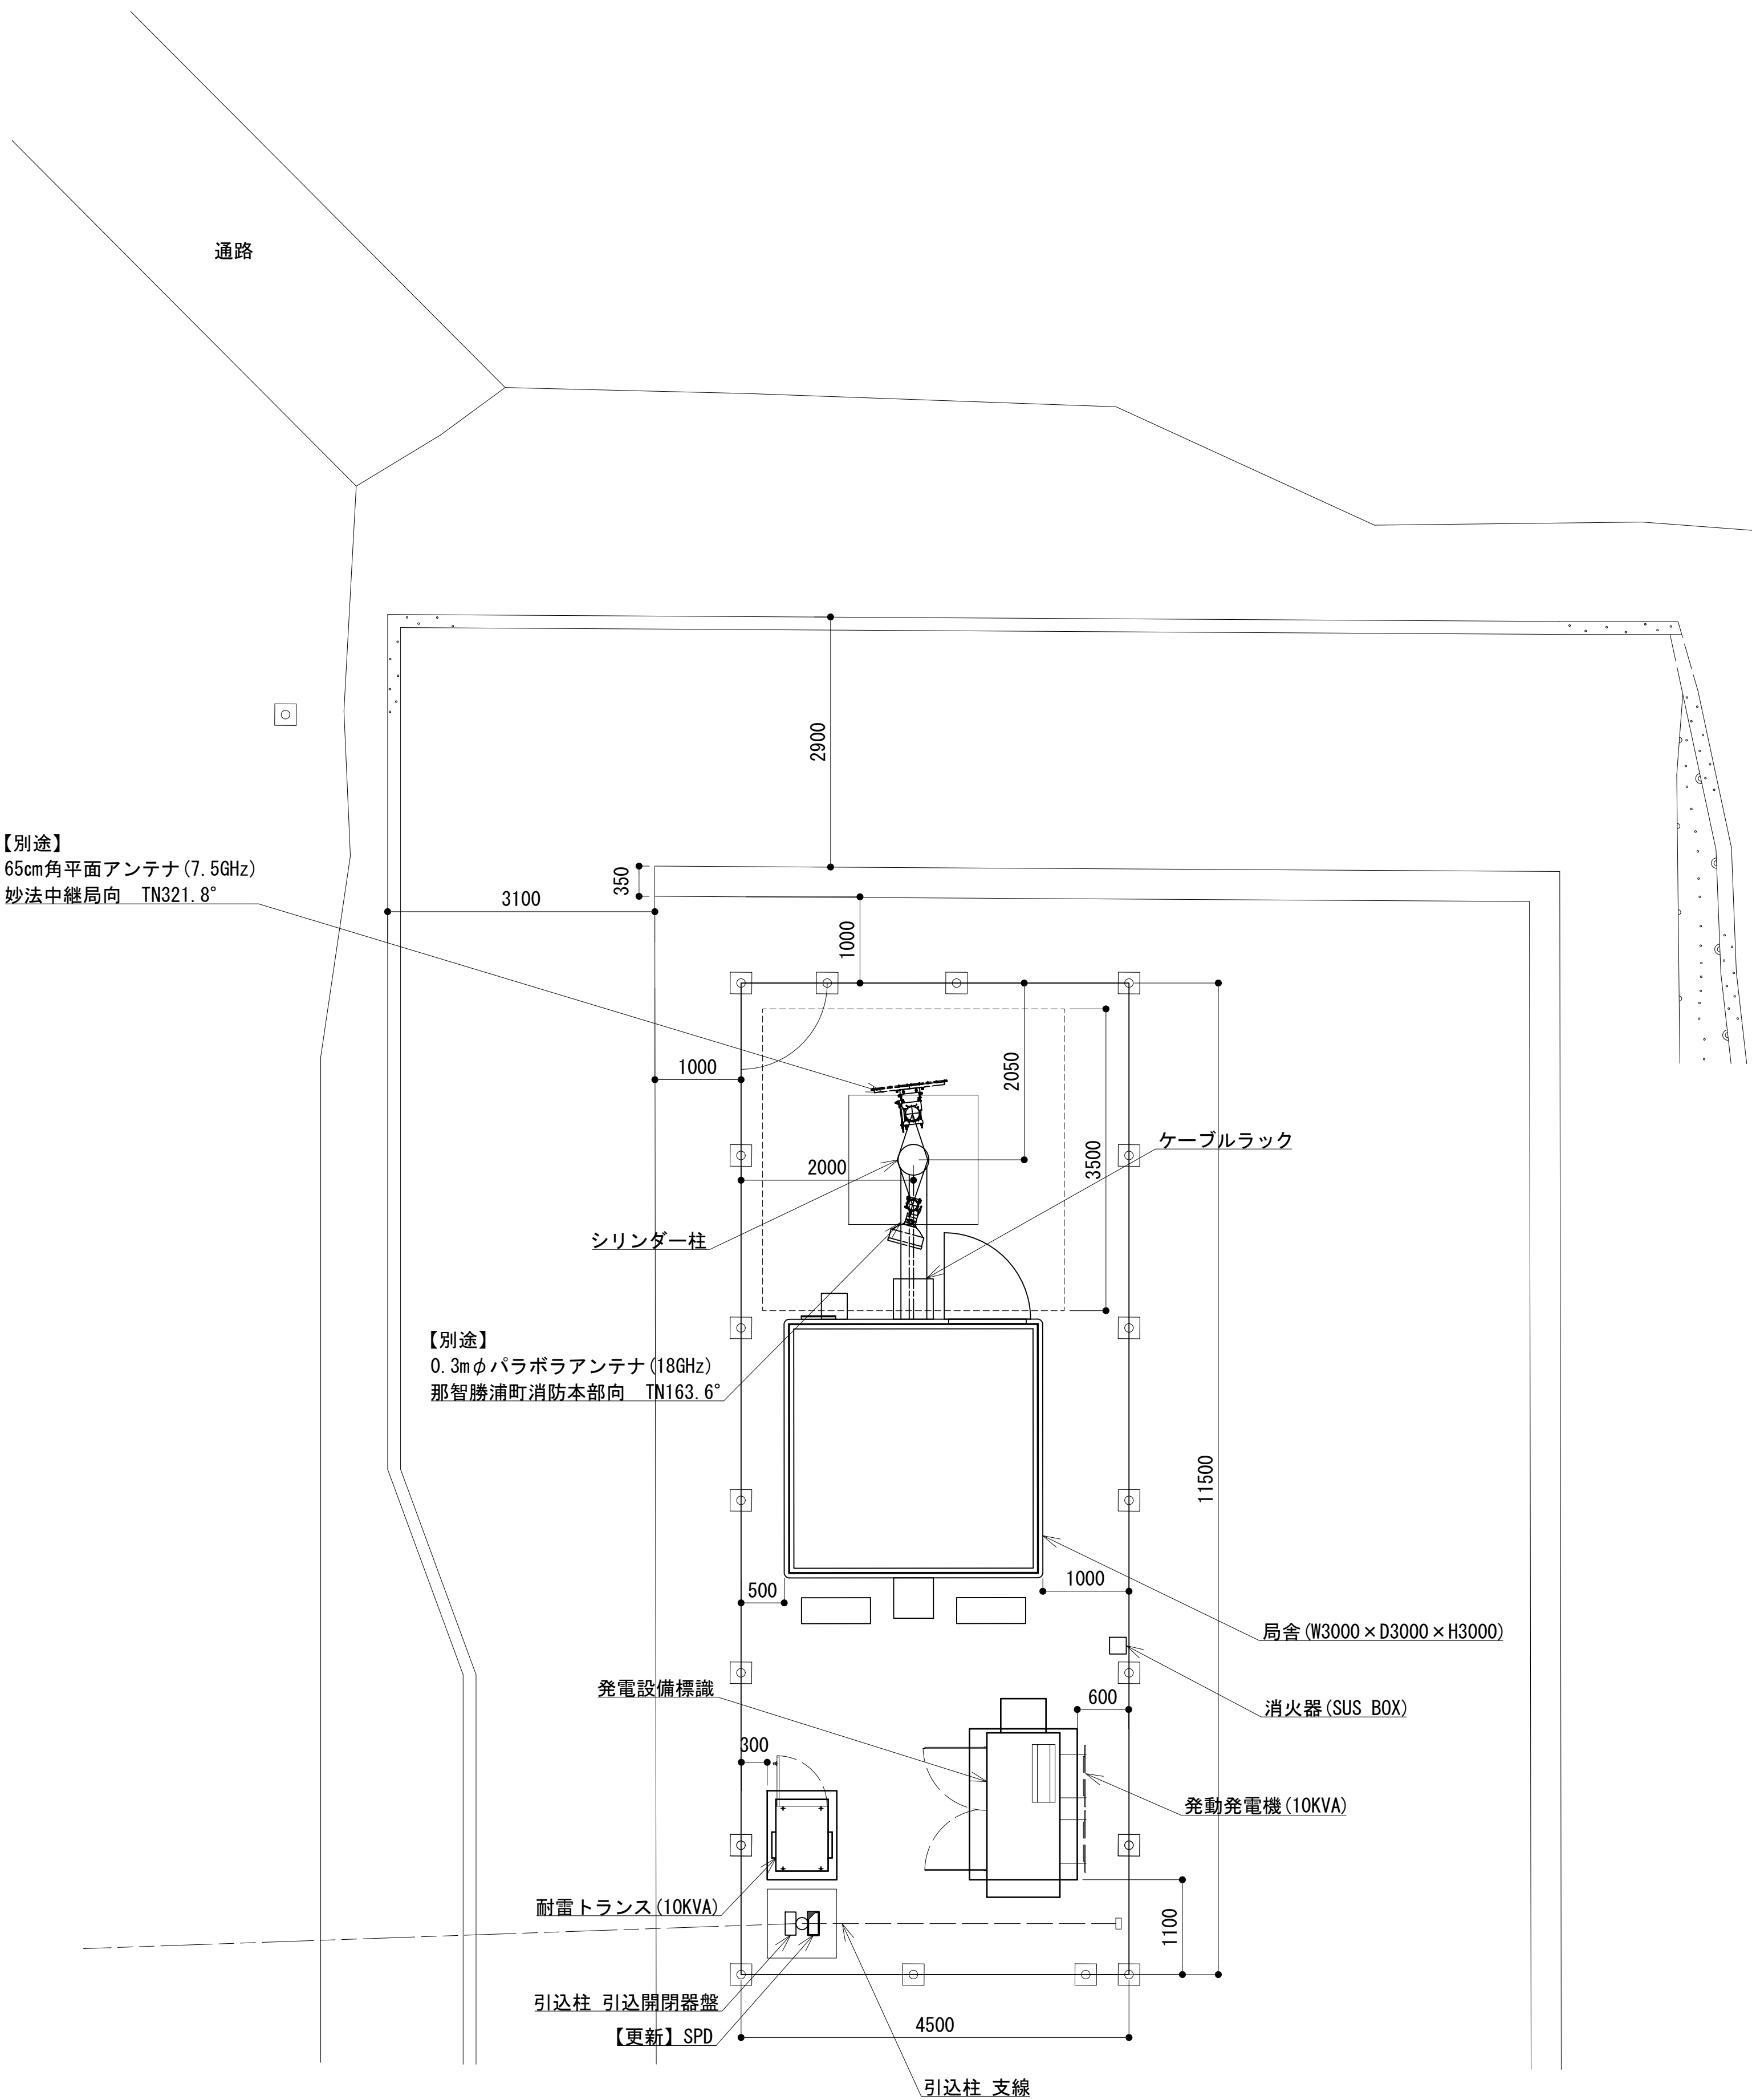 通路
2900
【別途】
65cm角平面アンテナ(7.5GHz)
妙法中継局向　TN321.8°
350
3100
1000
1000
2050
3500
ケーブルラック
2000
シリンダー柱
【別途】
0.3mφパラボラアンテナ(18GHz)
那智勝浦町消防本部向　TN163.6°
11500
500
1000
局舎(W3000×D3000×H3000)
発電設備標識
600
消火器(SUS BOX)
300
発動発電機(10KVA)
耐雷トランス(10KVA)
1100
引込柱 引込開閉器盤
4500
【更新】SPD
引込柱 支線